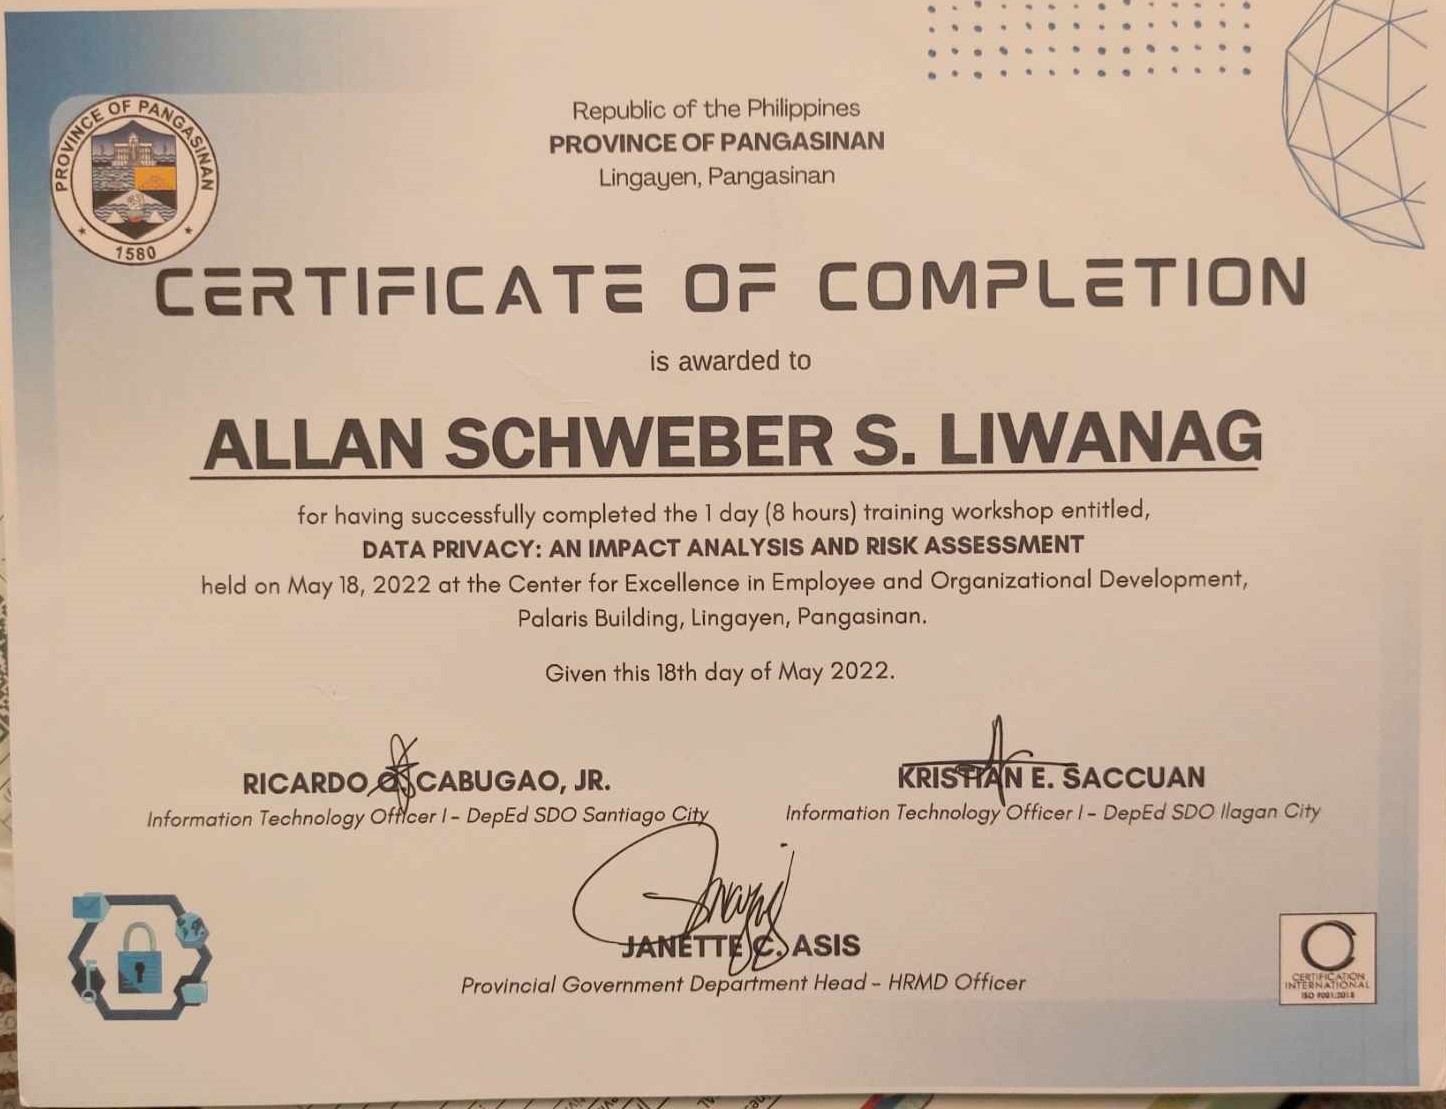 PROVINCE OF PANGASINAN
1580
Republic of the Philippines
PROVINCE OF PANGASINAN
Lingayen, Pangasinan
CERTIFICATE OF COMPLETION
is awarded to
ALLAN SCHWEBER S. LIWANAG
for having successfully completed the 1 day (8 hours) training workshop entitled,
DATA PRIVACY: AN IMPACT ANALYSIS AND RISK ASSESSMENT
held on May 18, 2022 at the Center for Excellence in Employee and Organizational Development,
Palaris Building, Lingayen, Pangasinan.
Given this 18th day of May 2022.
RICARDO CABUGAO, JR.
Information Technology Officer I - DepEd SDO Santiago City
KRISTIAN E. SACCUAN
Information Technology Officer I - DepEd SDO Ilagan City
JANETTE C. ASIS
Provincial Government Department Head - HRMD Officer
CERTIFICATION
INTERNATIONAL
ISO 9001:2015